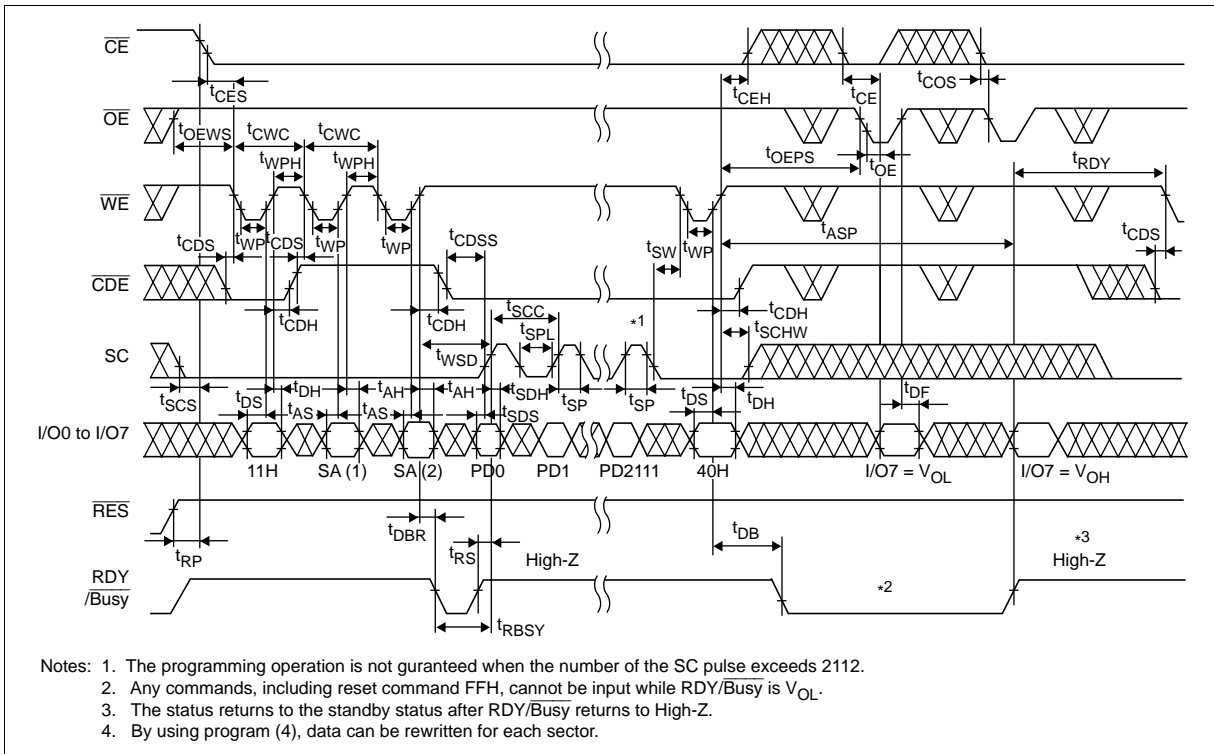 CE
tCES tCEH tCE tCOS
OE
tOEWS tCWC tCWC
tWPH tWPH tOEPS tOE tRDY
WE
tCDS tWP tCDS tWP tWP tCDSS tSW tWP tASP tCDS
CDE
tCDH tCDH tSCC *1 tCDH
tSPL tSCHW
SC
tWSD
tSCS tDS tDH tAS tAH tAS tAH tSDH tSDS tSP tSP tDS tDH tDF
I/O0 to I/O7
11H SA (1) SA (2) PD0 PD1 PD2111 40H I/O7 = VOL I/O7 = VOH
RES
tRP tDBR tRS High-Z tDB *3
High-Z
RDY
/Busy
*2
tRBSY
Notes: 1. The programming operation is not guranteed when the number of the SC pulse exceeds 2112.
2. Any commands, including reset command FFH, cannot be input while RDY/Busy is VOL.
3. The status returns to the standby status after RDY/Busy returns to High-Z.
4. By using program (4), data can be rewritten for each sector.